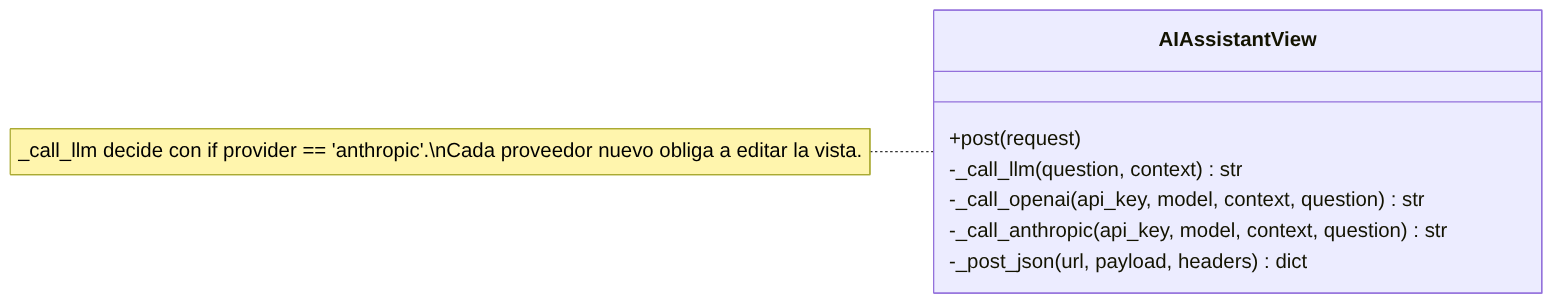 AIAssistantView
_call_llm decide con if provider == 'anthropic'.\nCada proveedor nuevo obliga a editar la vista.
+post(request)
-_call_llm(question, context) : str
-_call_openai(api_key, model, context, question) : str
-_call_anthropic(api_key, model, context, question) : str
-_post_json(url, payload, headers) : dict